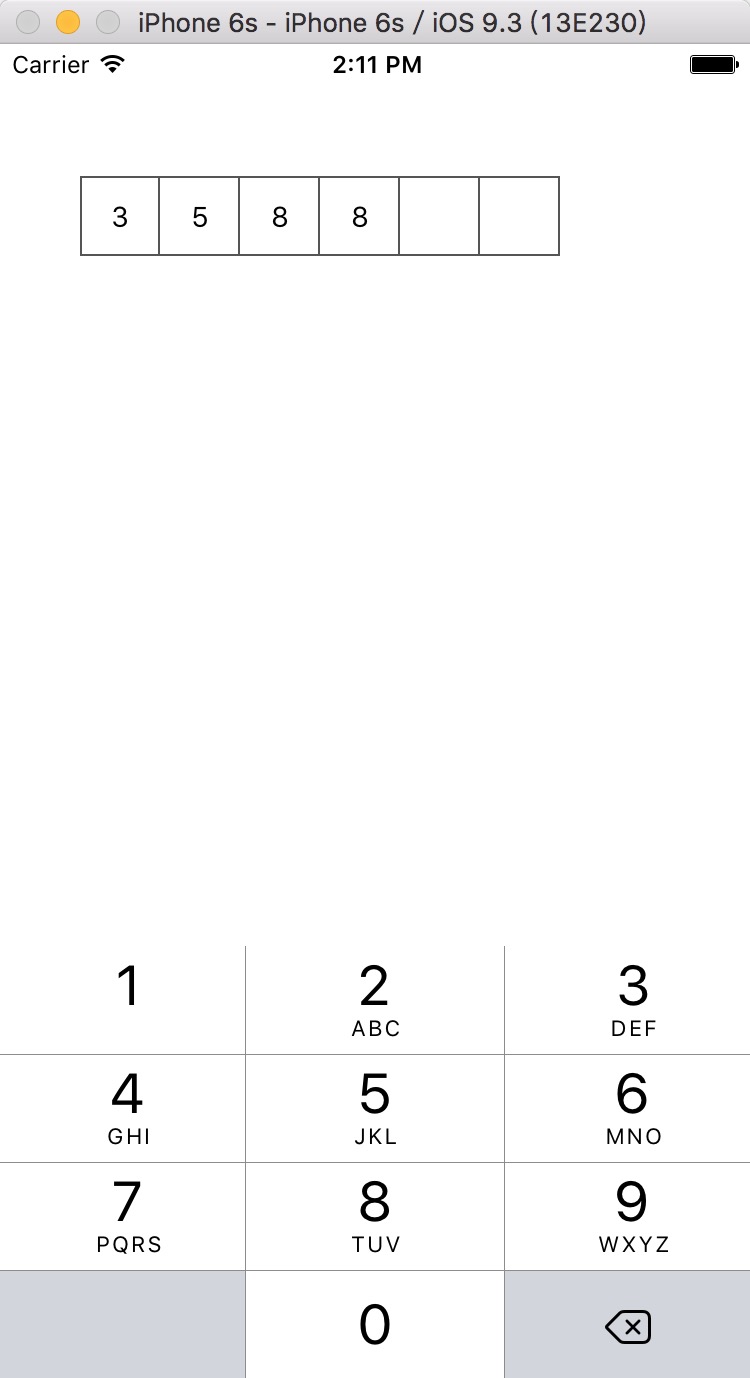 iPhone 6s - iPhone 6s / iOS 9.3 (13E230)
Carrier 2:11 PM
3 5 8 8
1 2 3
ABC DEF
4 5 6
GHI JKL MNO
7 8 9
PQRS TUV WXYZ
0